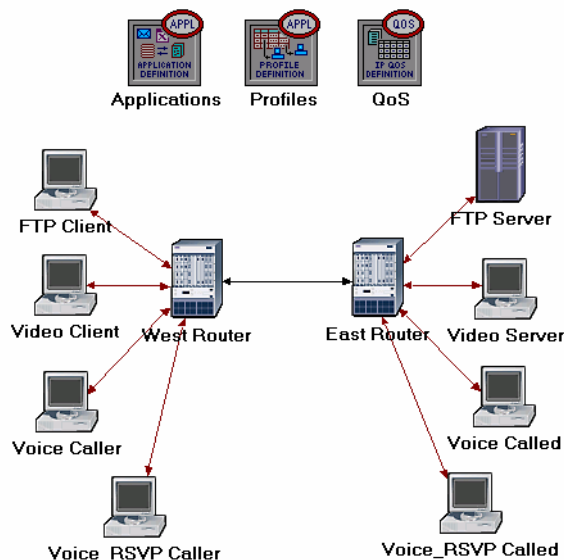 APPL
APPLICATION
DEFINITION
Applications
APPL
PROFILE
DEFINITION
Profiles
QOS
IP QOS
DEFINITION
QoS
FTP Client
FTP Server
Video Client
West Router
East Router
Video Server
Voice Caller
Voice Called
Voice_RSVP Caller
Voice_RSVP Called